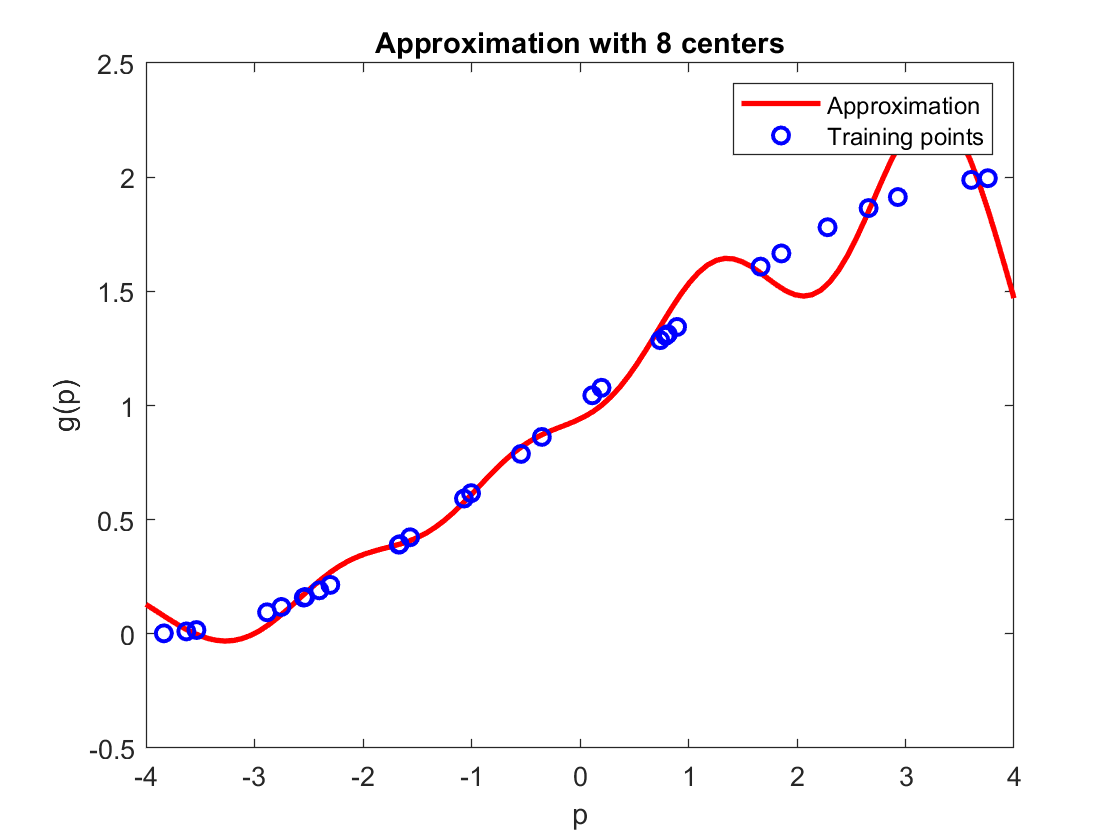 Approximation with 8 centers
Approximation
Training points
2.5
2
1.5
1
0.5
0
-0.5
g(p)
-4 -3 -2 -1 0 1 2 3 4
p